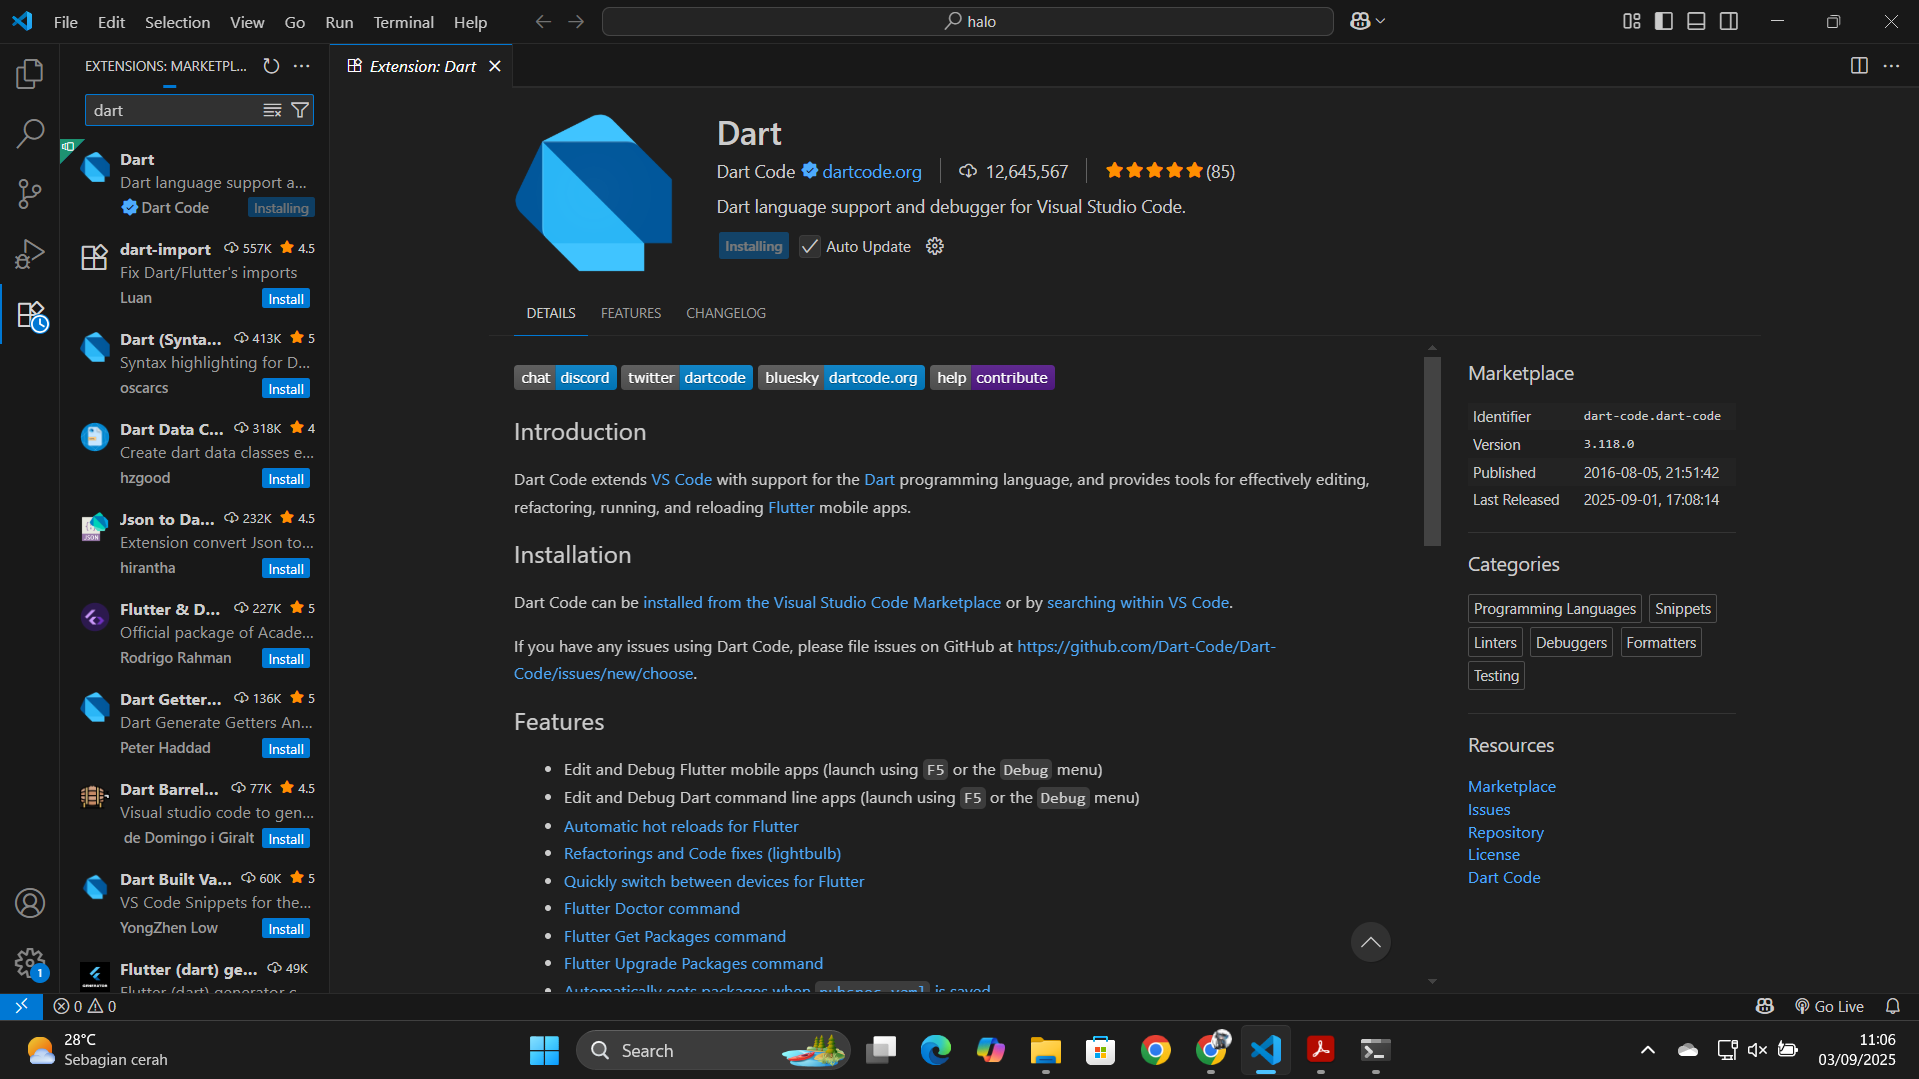 File Edit Selection View Go Run Terminal Help
halo
EXTENSIONS: MARKETPL...
Extension: Dart
dart
Dart
Dart language support a...
Dart Code
Installing
dart-import 557K 4.5
Fix Dart/Flutter's imports
Luan
Install
Dart (Synta... 413K 5
Syntax highlighting for D...
oscarcs
Install
Dart Data C... 318K 4
Create dart data classes e...
hzgood
Install
Json to Da... 232K 4.5
Extension convert Json to...
hirantha
Install
Flutter & D... 227K 5
Official package of Acade...
Rodrigo Rahman
Install
Dart Getter... 136K 5
Dart Generate Getters An...
Peter Haddad
Install
Dart Barrel... 77K 4.5
Visual studio code to gen...
de Domingo i Giralt
Install
Dart Built Va... 60K 5
VS Code Snippets for the...
YongZhen Low
Install
Flutter (dart) ge... 49K
Flutter (dart) generator c...
Dart
Dart Code dartcode.org 12,645,567 (85)
Dart language support and debugger for Visual Studio Code.
Installing Auto Update
DETAILS FEATURES CHANGELOG
chat discord twitter dartcode bluesky dartcode.org help contribute
Introduction
Dart Code extends VS Code with support for the Dart programming language, and provides tools for effectively editing,
refactoring, running, and reloading Flutter mobile apps.
Installation
Dart Code can be installed from the Visual Studio Code Marketplace or by searching within VS Code.
If you have any issues using Dart Code, please file issues on GitHub at https://github.com/Dart-Code/Dart-
Code/issues/new/choose.
Features
• Edit and Debug Flutter mobile apps (launch using F5 or the Debug menu)
• Edit and Debug Dart command line apps (launch using F5 or the Debug menu)
• Automatic hot reloads for Flutter
• Refactorings and Code fixes (lightbulb)
• Quickly switch between devices for Flutter
• Flutter Doctor command
• Flutter Get Packages command
• Flutter Upgrade Packages command
• Automatically gets packages when pubspec.yaml is saved
Marketplace
Identifier dart-code.dart-code
Version 3.118.0
Published 2016-08-05, 21:51:42
Last Released 2025-09-01, 17:08:14
Categories
Programming Languages Snippets
Linters Debuggers Formatters
Testing
Resources
Marketplace
Issues
Repository
License
Dart Code
1
0 0
Go Live
28°C
Sebagian cerah
Search
11:06
03/09/2025